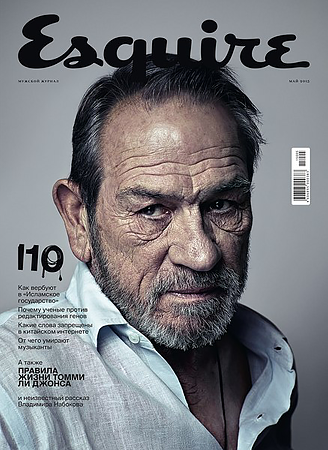 Esquire
МУЖСКОЙ ЖУРНАЛ
МАЙ 2015
110
Как вербуют
в «Исламское
государство»
Почему ученые против
редактирования генов
Какие слова запрещены
в китайском интернете
От чего умирают
музыканты
А также
ПРАВИЛА
ЖИЗНИ ТОММИ
ЛИ ДЖОНСА
и неизвестный рассказ
Владимира Набокова